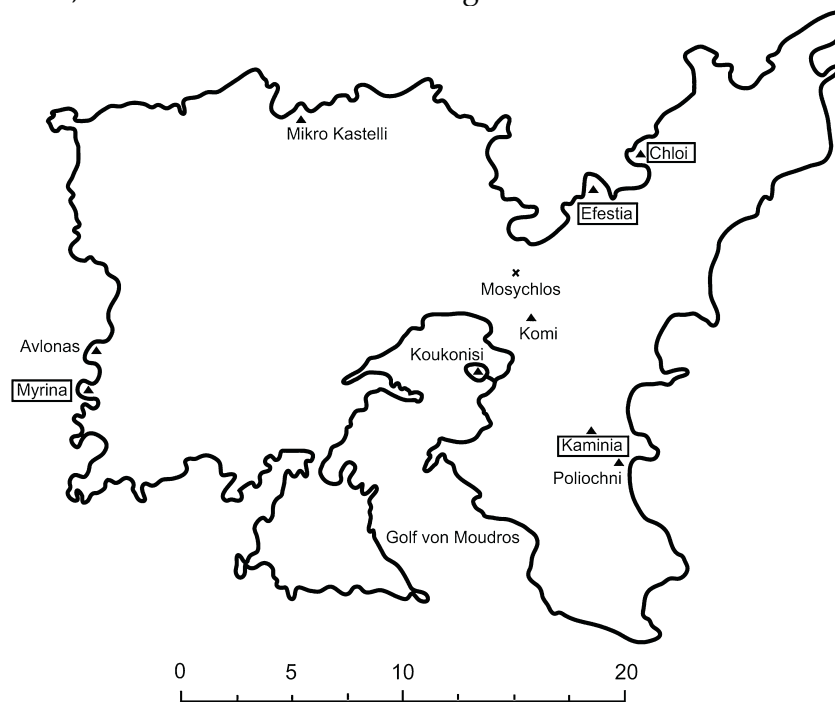 Mikro Kastelli
Chloi
Efestia
Mosychlos
Komi
Avlonas
Koukonisi
Myrina
Kaminia
Poliochni
Golf von Moudros
0 5 10 20